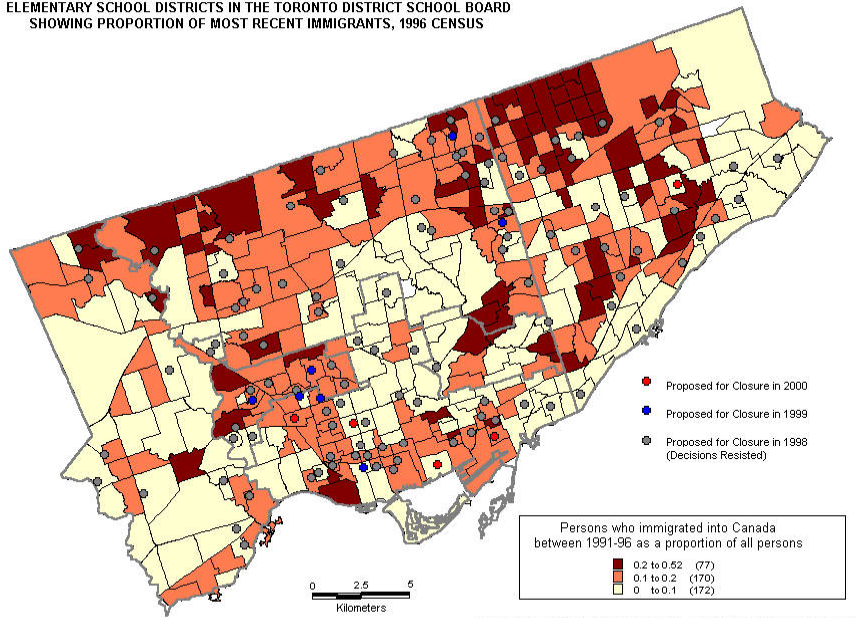 ELEMENTARY SCHOOL DISTRICTS IN THE TORONTO DISTRICT SCHOOL BOARD
SHOWING PROPORTION OF MOST RECENT IMMIGRANTS, 1996 CENSUS
Proposed for Closure in 2000
Proposed for Closure in 1999
Proposed for Closure in 1998
(Decisions Resisted)
Persons who immigrated into Canada
between 1991-96 as a proportion of all persons
0.2 to 0.52 (77)
0.1 to 0.2 (170)
0 to 0.1 (172)
0 2.5 5
Kilometers